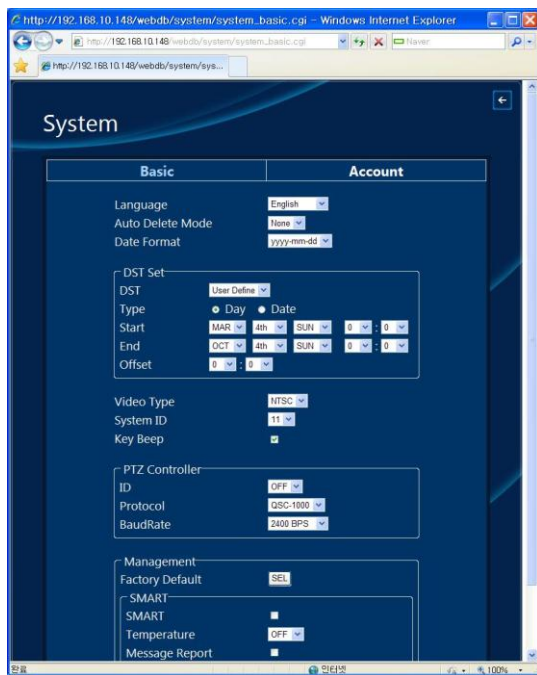 http://192.168.10.148/webdb/system/system_basic.cgi - Windows Internet Explorer
http://192.168.10.148/webdb/system/system_basic.cgi Naver
http://192.168.10.148/webdb/system/sys...
System
Basic Account
Language English
Auto Delete Mode None
Date Format yyyy-mm-dd
DST Set
DST User Define
Type Day Date
Start MAR 4th SUN 0 : 0
End OCT 4th SUN 0 : 0
Offset 0 : 0
Video Type NTSC
System ID 11
Key Beep
PTZ Controller
ID OFF
Protocol QSC-1000
BaudRate 2400 BPS
Management
Factory Default SEL
SMART
SMART
Temperature OFF
Message Report
완료 인터넷 100%